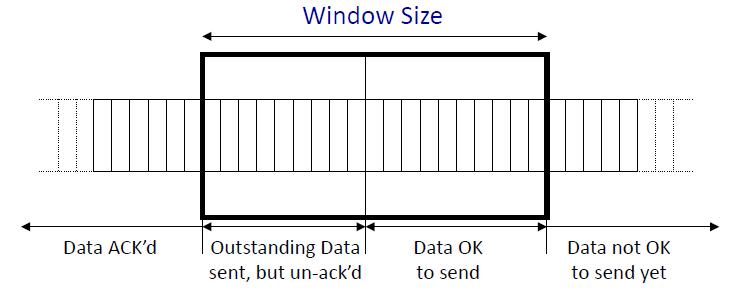 Window Size
Data ACK’d
Outstanding Data
sent, but un-ack’d
Data OK
to send
Data not OK
to send yet